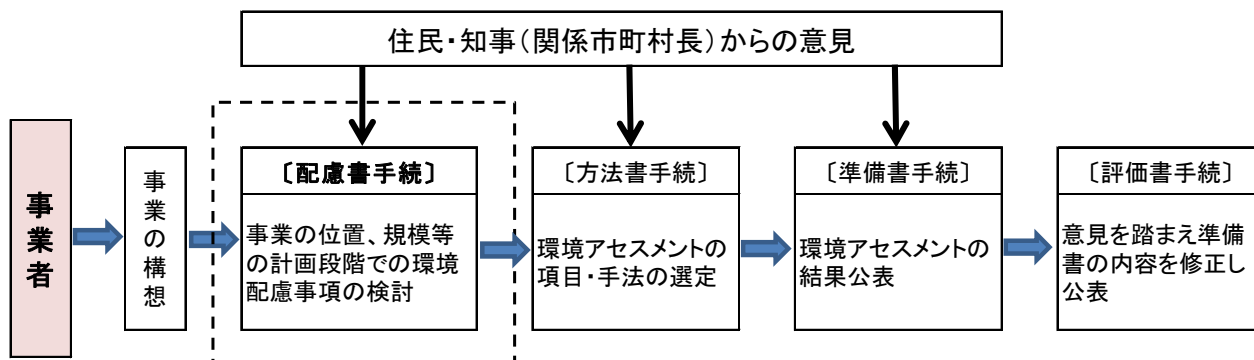 住民・知事（関係市町村長）からの意見
事業者
事業の構想
〔配慮書手続〕
事業の位置、規模等
の計画段階での環境
配慮事項の検討
〔方法書手続〕
環境アセスメントの
項目・手法の選定
〔準備書手続〕
環境アセスメントの
結果公表
〔評価書手続〕
意見を踏まえ準備
書の内容を修正し
公表